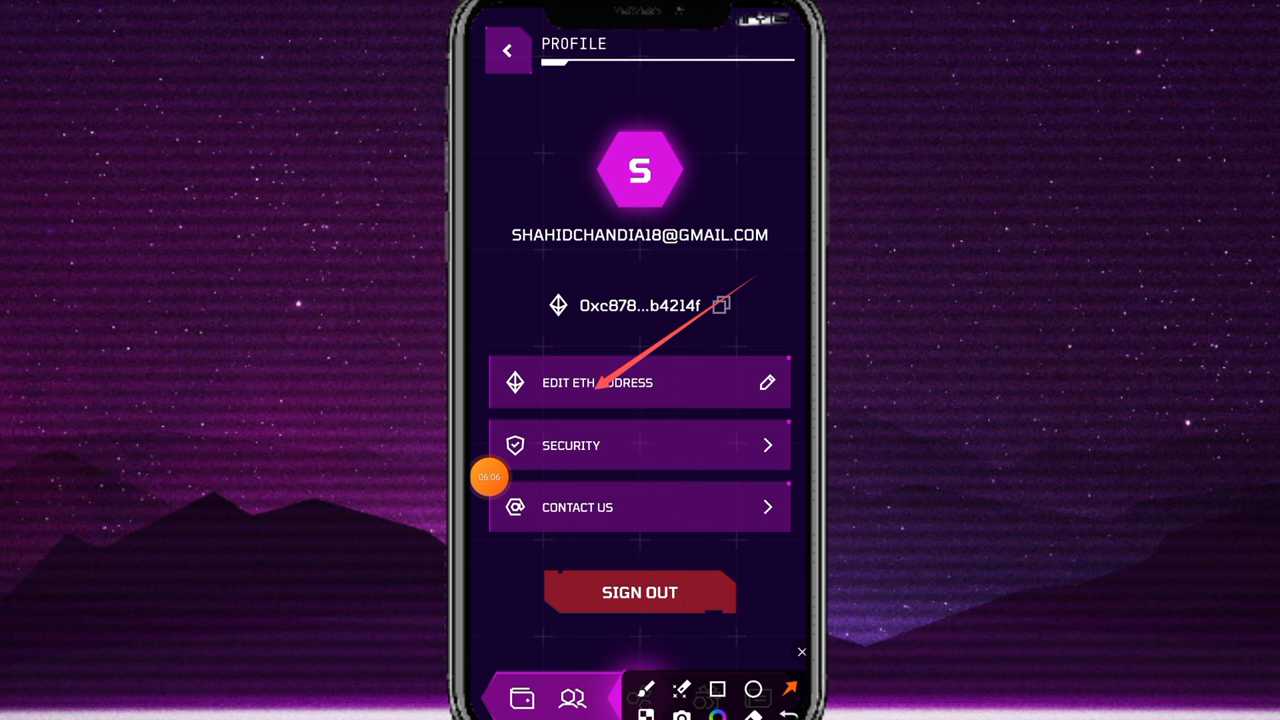 PROFILE
S
SHAHIDCHANDIA18@GMAIL.COM
0xc878...b4214f
EDIT ETH ADDRESS
SECURITY
06:06
CONTACT US
SIGN OUT